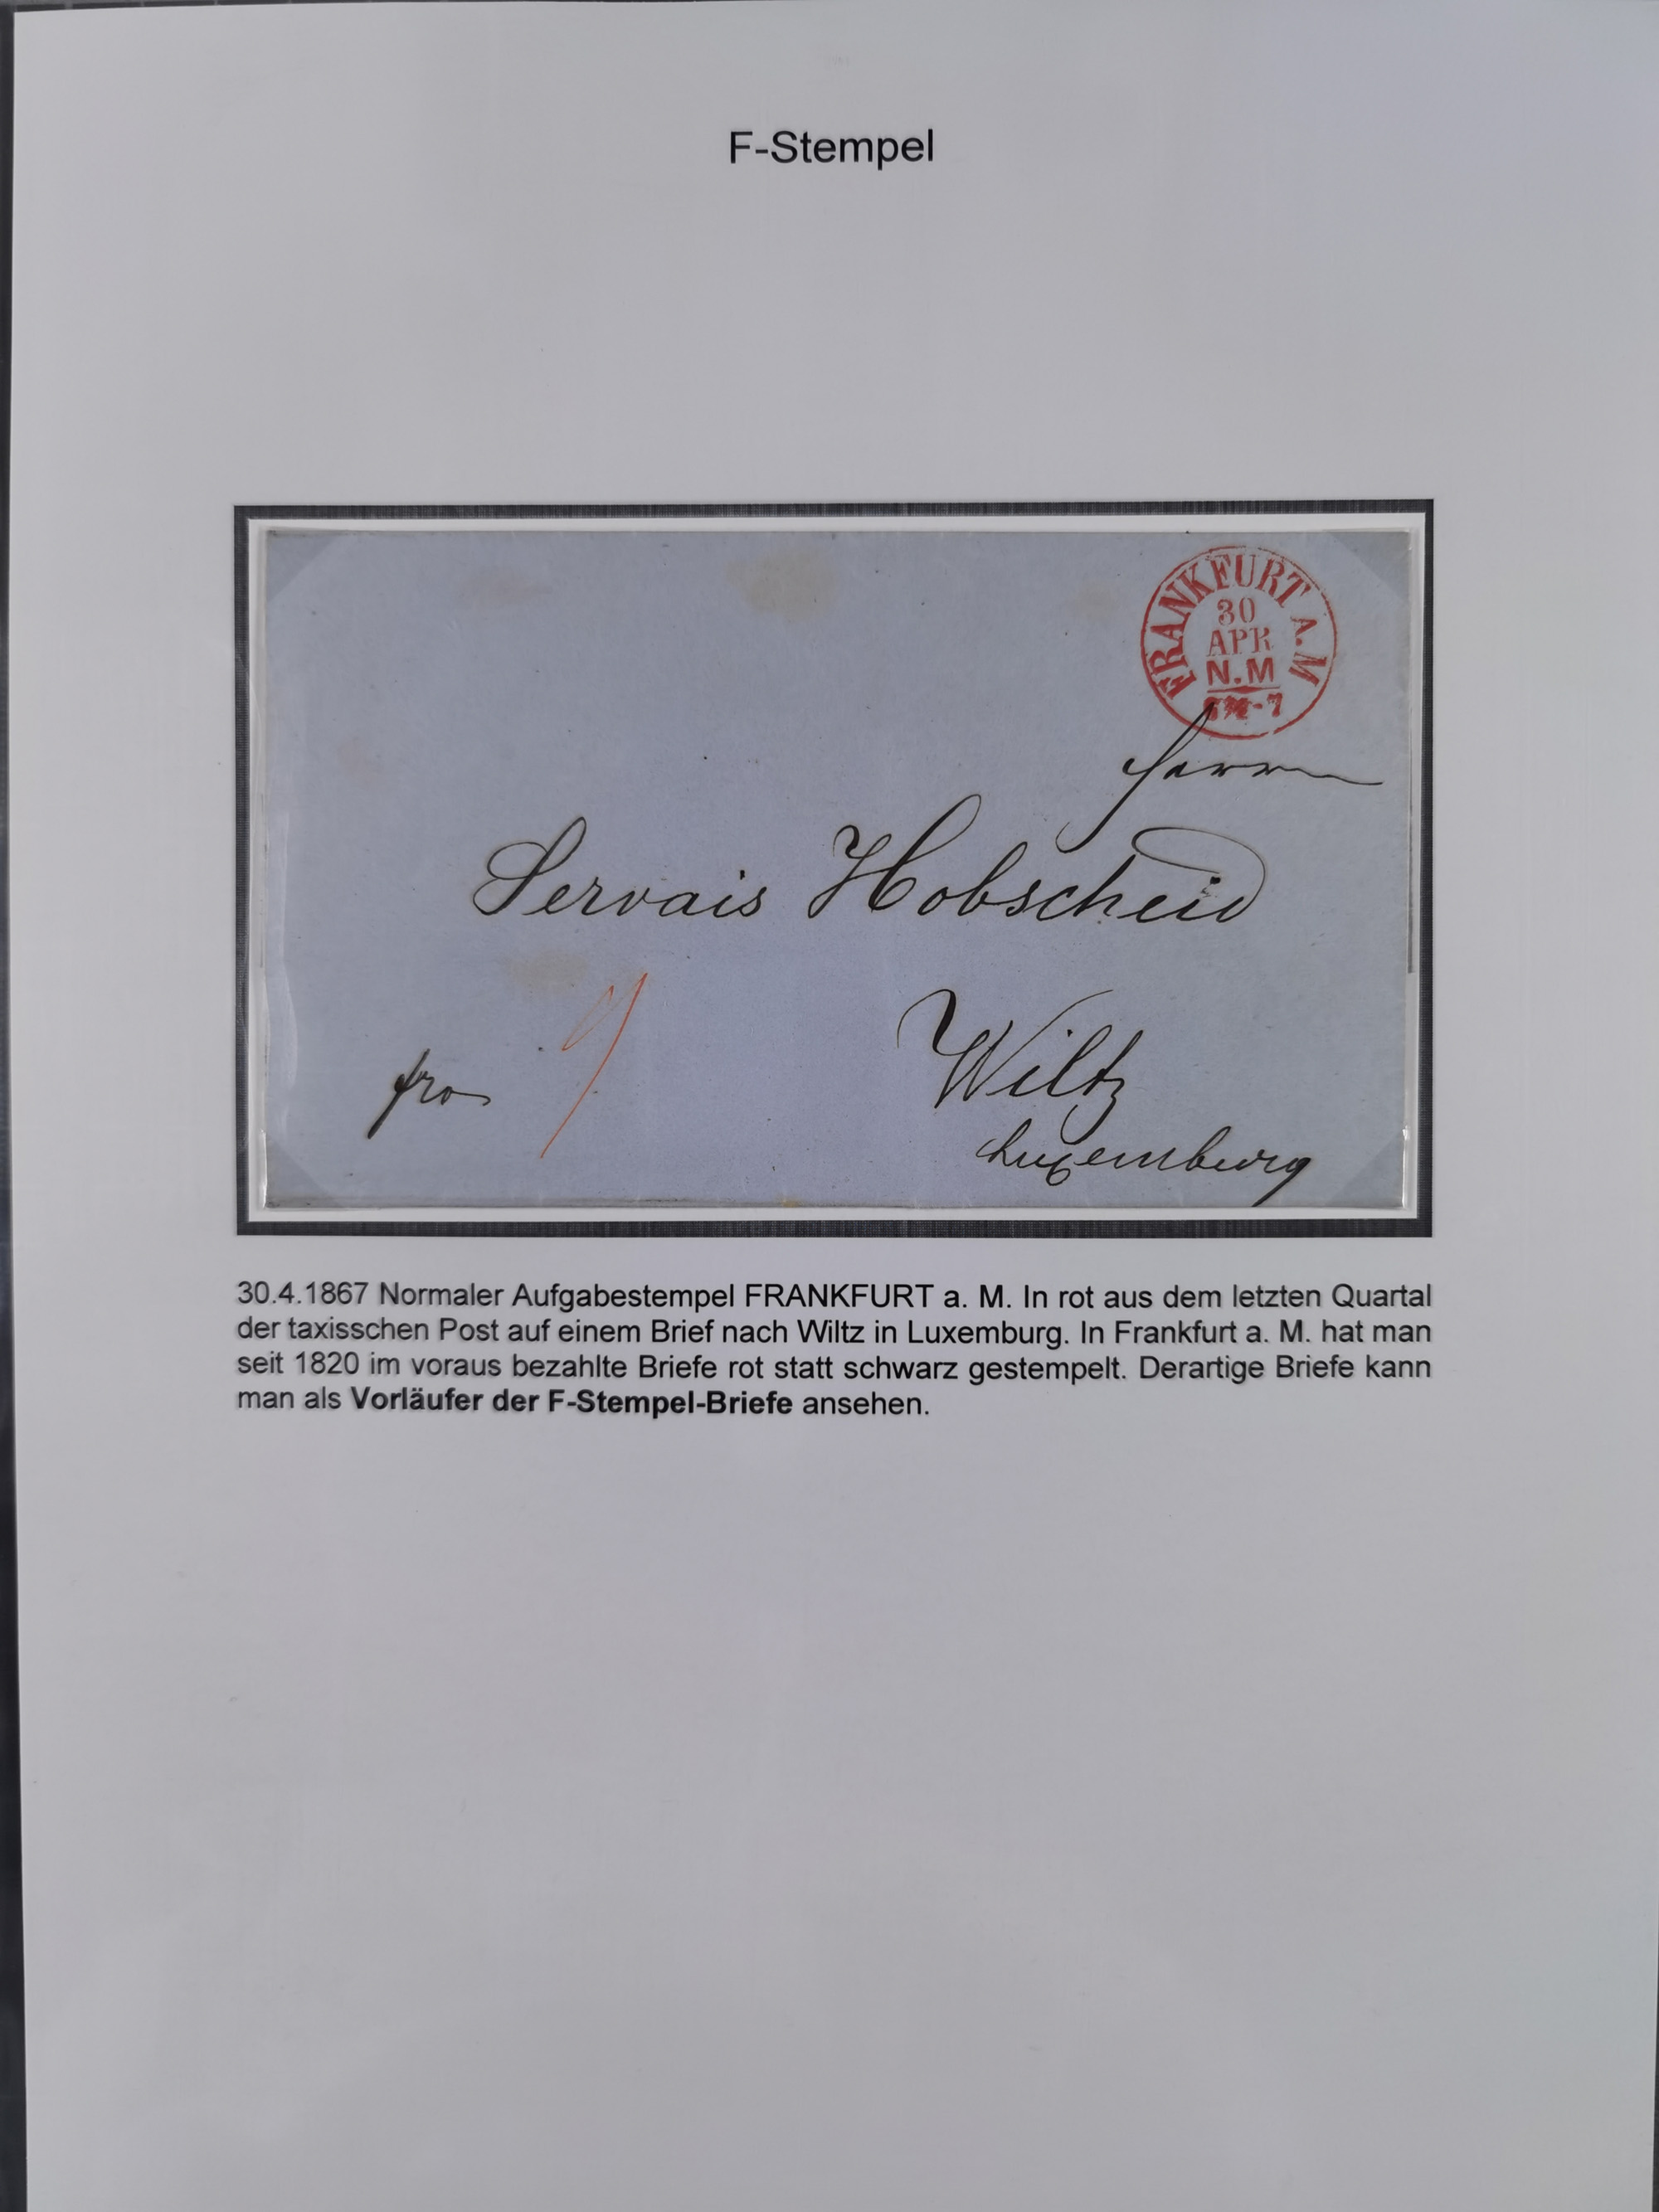 F-Stempel
FRANKFURT A. M
30
APR
N.M
Herrn
Servais Hobscheid
Wiltz
fro
Luxemburg
30.4.1867 Normaler Aufgabestempel FRANKFURT a. M. In rot aus dem letzten Quartal
der taxisschen Post auf einem Brief nach Wiltz in Luxemburg. In Frankfurt a. M. hat man
seit 1820 im voraus bezahlte Briefe rot statt schwarz gestempelt. Derartige Briefe kann
man als Vorläufer der F-Stempel-Briefe ansehen.